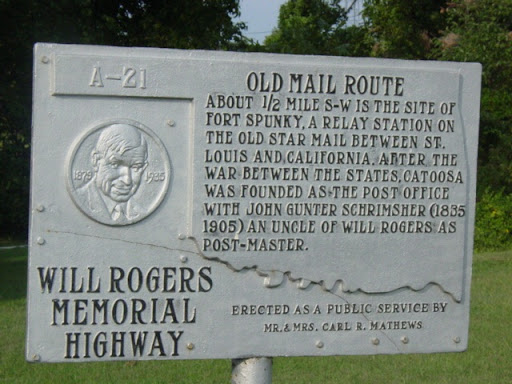 A-21
OLD MAIL ROUTE
ABOUT 1/2 MILE S-W IS THE SITE OF
FORT SPUNKY, A RELAY STATION ON
THE OLD STAR MAIL BETWEEN ST.
LOUIS AND CALIFORNIA. AFTER THE
WAR BETWEEN THE STATES, CATOOSA
WAS FOUNDED AS THE POST OFFICE
WITH JOHN GUNTER SCHRIMSHER (1835
1905) AN UNCLE OF WILL ROGERS AS
POST-MASTER.
1879 1935
WILL ROGERS
MEMORIAL
HIGHWAY
ERECTED AS A PUBLIC SERVICE BY
MR. & MRS. CARL R. MATHEWS